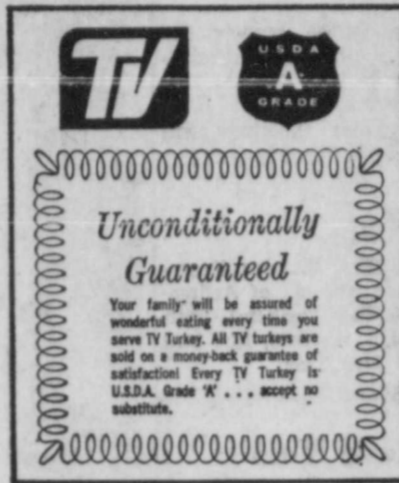 TV
USDA
A
GRADE
Unconditionally
Guaranteed
Your family will be assured of
wonderful eating every time you
serve TV Turkey. All TV turkeys are
sold on a money-back guarantee of
satisfaction! Every TV Turkey is
U.S.D.A. Grade 'A' . . . accept no
substitute.